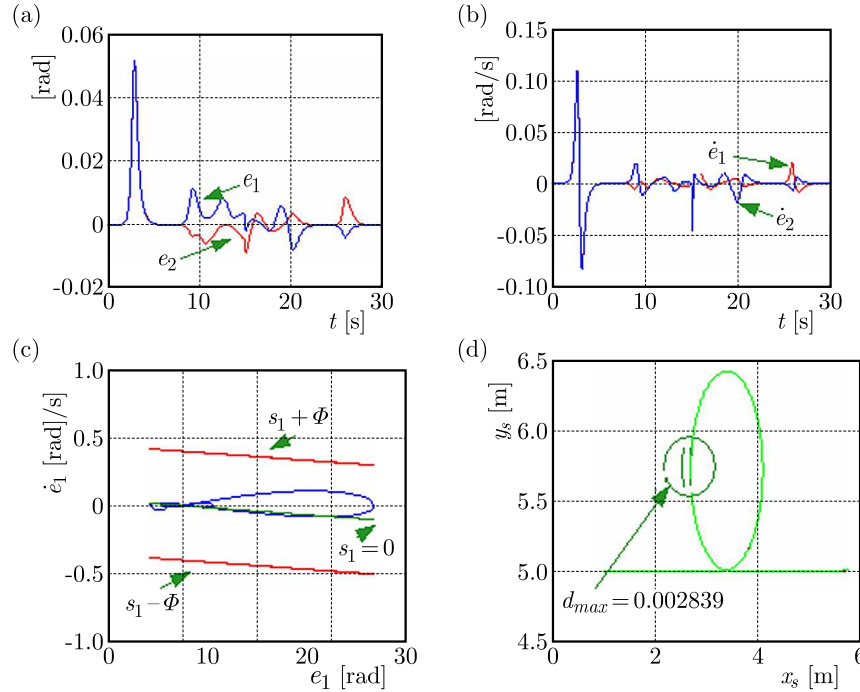 (a)
[rad]
0.06
0.04
0.02
0
-0.02
e1
e2
0 10 20 30
t [s]
(b)
[rad/s]
0.15
0.10
0.05
0
-0.05
-0.10
ė1
ė2
0 10 20 30
t [s]
(c)
ė1 [rad]/s]
1.0
0.5
0
-0.5
-1.0
s1+Φ
s1=0
s1−Φ
0 10 20 30
e1 [rad]
(d)
ys [m]
6.5
6.0
5.5
5.0
4.5
dmax=0.002839
0 2 4 6
xs [m]